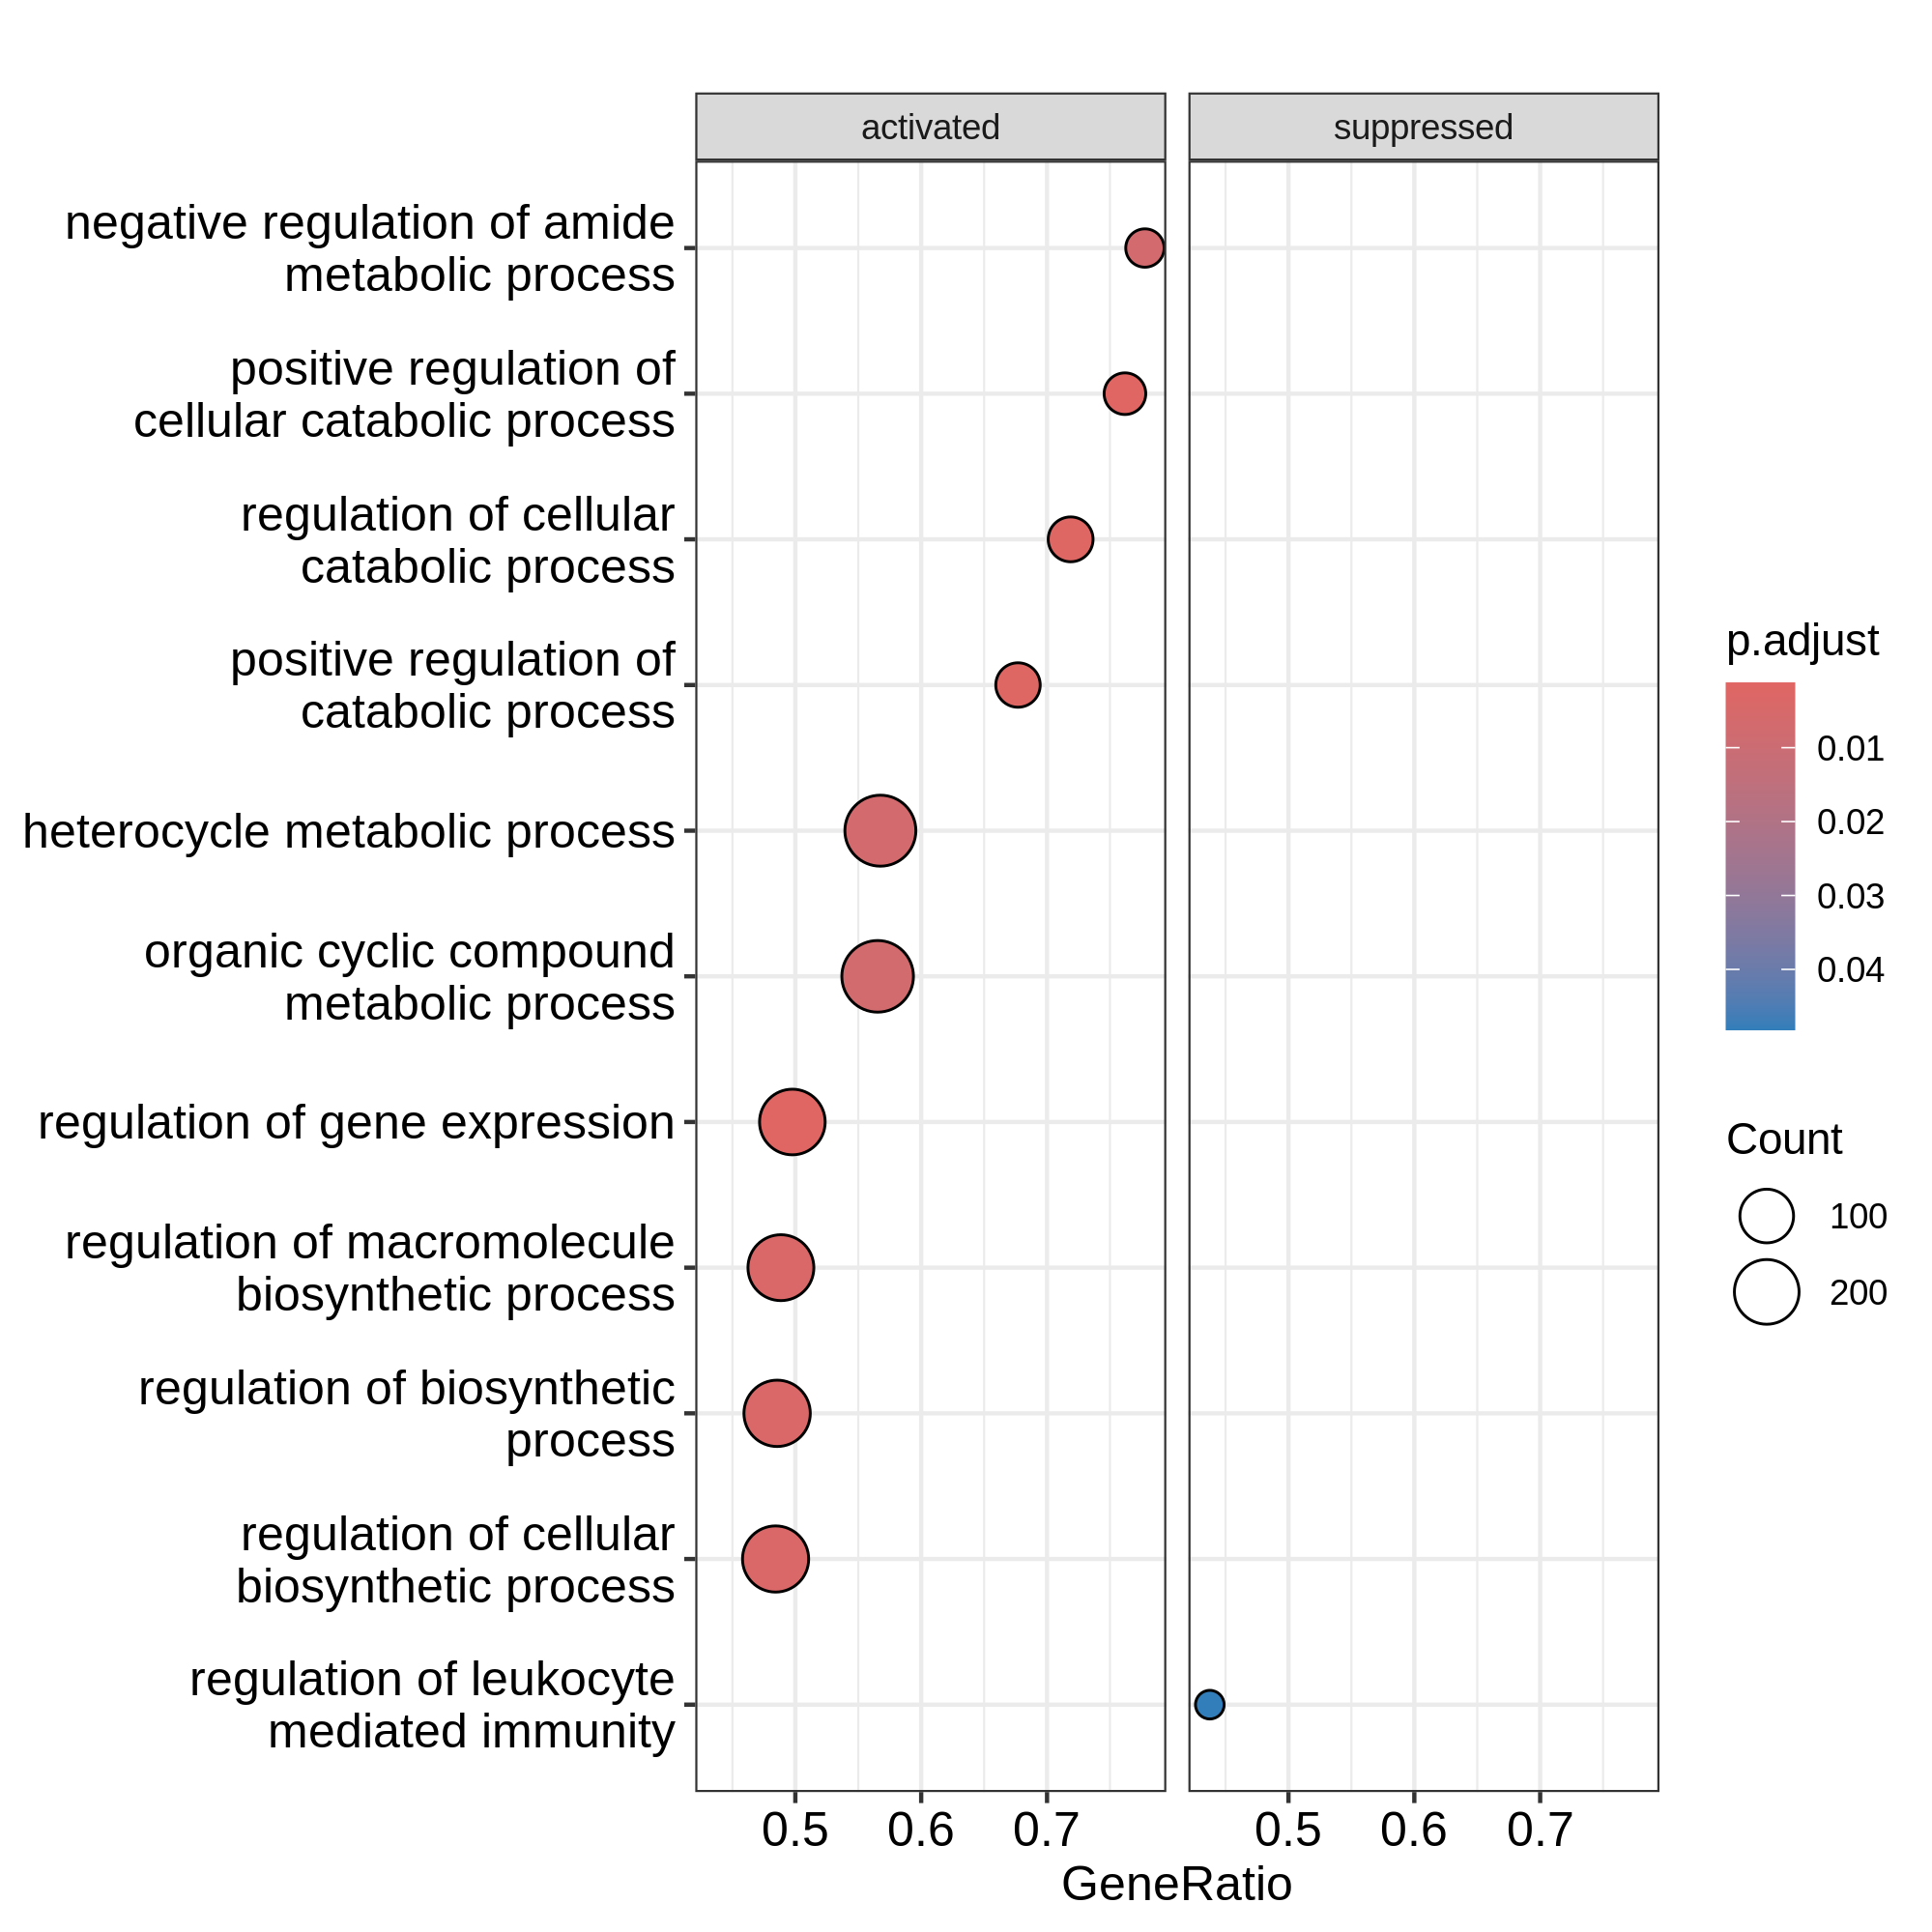 activated
suppressed
negative regulation of amide
metabolic process
positive regulation of
cellular catabolic process
regulation of cellular
catabolic process
positive regulation of
catabolic process
heterocycle metabolic process
organic cyclic compound
metabolic process
regulation of gene expression
regulation of macromolecule
biosynthetic process
regulation of biosynthetic
process
regulation of cellular
biosynthetic process
regulation of leukocyte
mediated immunity
0.5 0.6 0.7
0.5 0.6 0.7
GeneRatio
p.adjust
0.01
0.02
0.03
0.04
Count
100
200